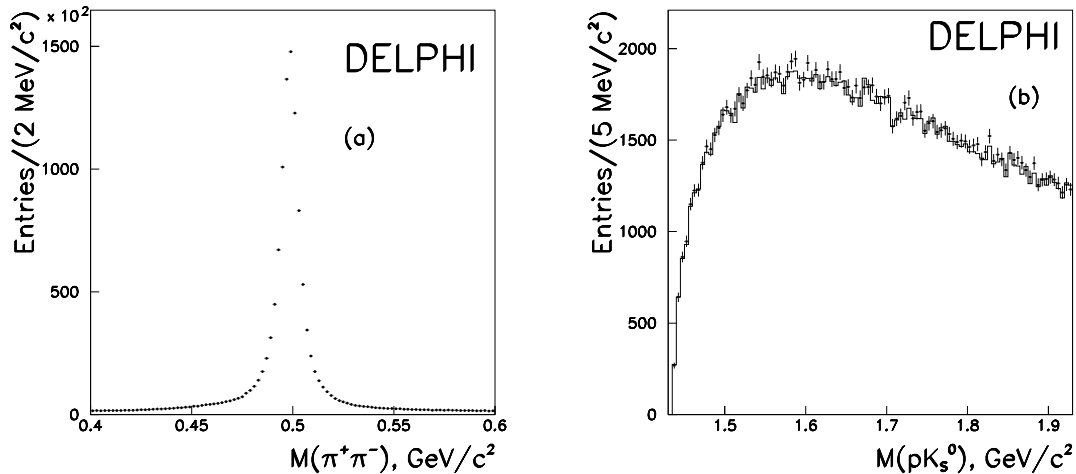 × 10²
Entries/(2 MeV/c²)
1500
1000
500
0
DELPHI
(a)
0.4
0.45
0.5
0.55
0.6
M(π⁺π⁻), GeV/c²
Entries/(5 MeV/c²)
2000
1500
1000
500
0
DELPHI
(b)
1.5
1.6
1.7
1.8
1.9
M(pKₛ⁰), GeV/c²